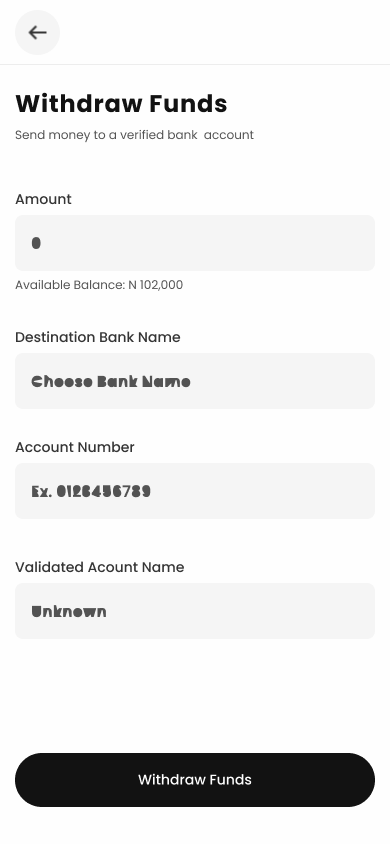 Withdraw Funds
Send money to a verified bank account
Amount
0
Available Balance: N 102,000
Destination Bank Name
Choose Bank Name
Account Number
Ex. 0123456789
Validated Acount Name
Unknown
Withdraw Funds